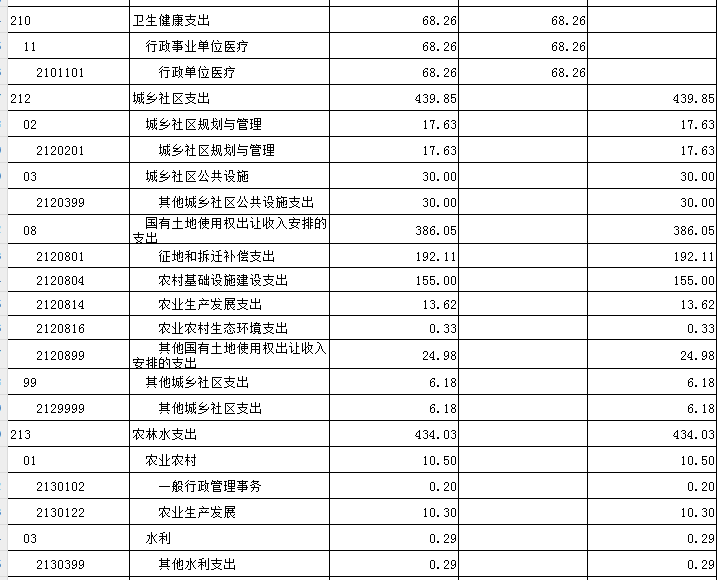 210 卫生健康支出 68.26 68.26
11 行政事业单位医疗 68.26 68.26
2101101 行政单位医疗 68.26 68.26
212 城乡社区支出 439.85 439.85
02 城乡社区规划与管理 17.63 17.63
2120201 城乡社区规划与管理 17.63 17.63
03 城乡社区公共设施 30.00 30.00
2120399 其他城乡社区公共设施支出 30.00 30.00
08 国有土地使用权出让收入安排的 386.05 386.05
支出
2120801 征地和拆迁补偿支出 192.11 192.11
2120804 农村基础设施建设支出 155.00 155.00
2120814 农业生产发展支出 13.62 13.62
2120816 农业农村生态环境支出 0.33 0.33
2120899 其他国有土地使用权出让收入 24.98 24.98
安排的支出
99 其他城乡社区支出 6.18 6.18
2129999 其他城乡社区支出 6.18 6.18
213 农林水支出 434.03 434.03
01 农业农村 10.50 10.50
2130102 一般行政管理事务 0.20 0.20
2130122 农业生产发展 10.30 10.30
03 水利 0.29 0.29
2130399 其他水利支出 0.29 0.29